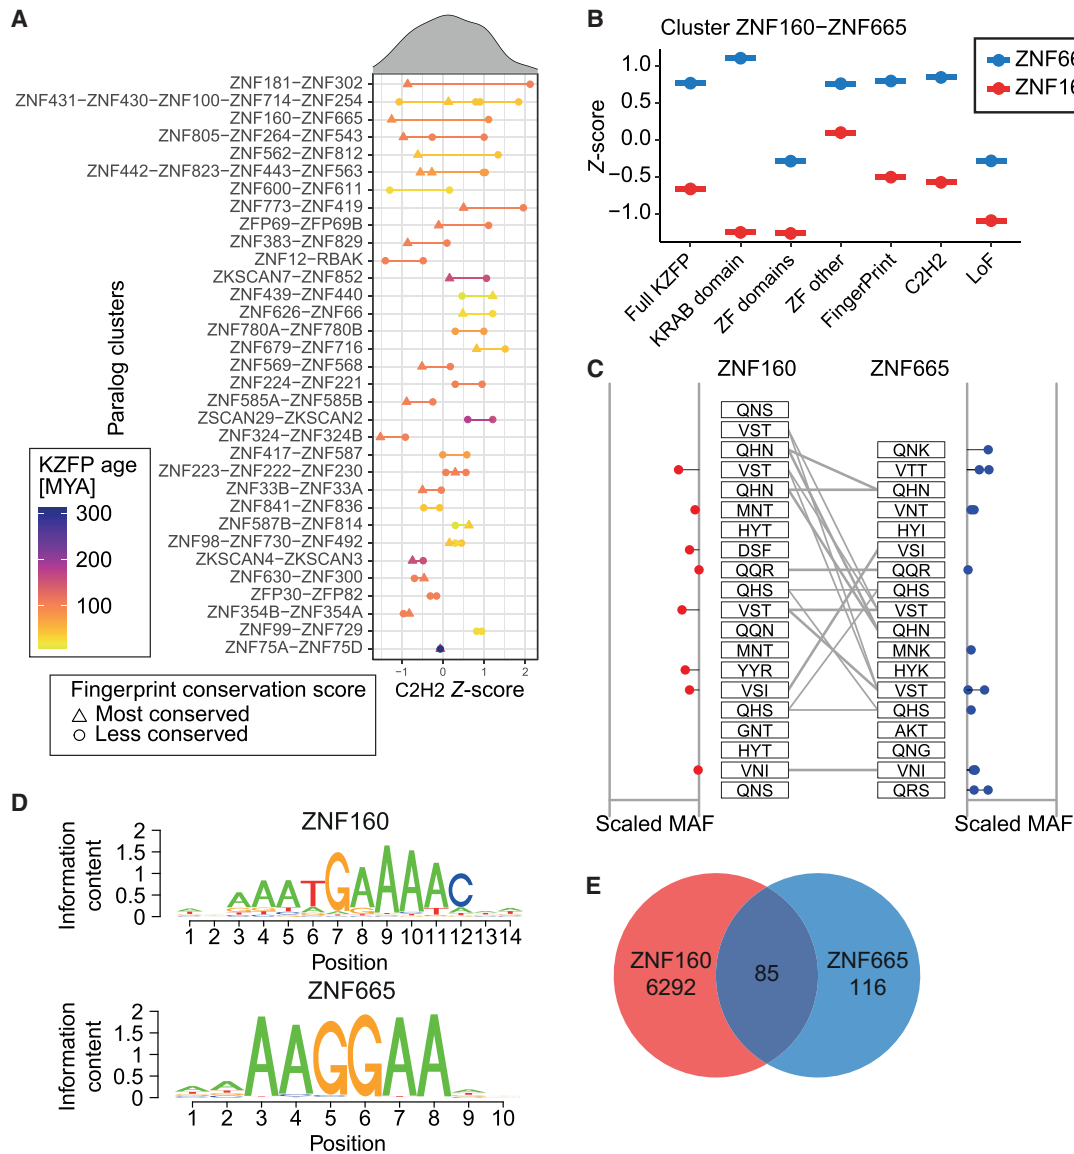 A
ZNF181−ZNF302
ZNF431−ZNF430−ZNF100−ZNF714−ZNF254
ZNF160−ZNF665
ZNF805−ZNF264−ZNF543
ZNF562−ZNF812
ZNF442−ZNF823−ZNF443−ZNF563
ZNF600−ZNF611
ZNF773−ZNF419
ZFP69−ZFP69B
ZNF383−ZNF829
ZNF12−RBAK
ZKSCAN7−ZNF852
ZNF439−ZNF440
ZNF626−ZNF66
ZNF780A−ZNF780B
ZNF679−ZNF716
ZNF569−ZNF568
ZNF224−ZNF221
ZNF585A−ZNF585B
ZSCAN29−ZKSCAN2
ZNF324−ZNF324B
ZNF417−ZNF587
ZNF223−ZNF222−ZNF230
ZNF33B−ZNF33A
ZNF841−ZNF836
ZNF587B−ZNF814
ZNF98−ZNF730−ZNF492
ZKSCAN4−ZKSCAN3
ZNF630−ZNF300
ZFP30−ZFP82
ZNF354B−ZNF354A
ZNF99−ZNF729
ZNF75A−ZNF75D
Paralog clusters
−1 0 1 2
C2H2 Z-score
KZFP age
[MYA]
300
200
100
Fingerprint conservation score
Most conserved
Less conserved
B
Cluster ZNF160−ZNF665
Z−score
1.0
0.5
0.0
−0.5
−1.0
Full KZFP
KRAB domain
ZF domains
ZF other
FingerPrint
C2H2
LoF
ZNF66
ZNF16
C
ZNF160
QNS
VST
QHN
VST
QHN
MNT
HYT
DSF
QQR
QHS
VST
QQN
MNT
YYR
VSI
QHS
GNT
HYT
VNI
QNS
ZNF665
QNK
VTT
QHN
VNT
HYI
VSI
QQR
QHS
VST
QHN
MNK
HYK
VST
QHS
AKT
QNG
VNI
QRS
Scaled MAF
Scaled MAF
D
ZNF160
Information
content
2
1.5
1
0.5
0
AAATGAAAAAC
1 2 3 4 5 6 7 8 9 10 11 12 13 14
Position
ZNF665
Information
content
2
1.5
1
0.5
0
AAGGAA
1 2 3 4 5 6 7 8 9 10
Position
E
ZNF160
6292
85
ZNF665
116